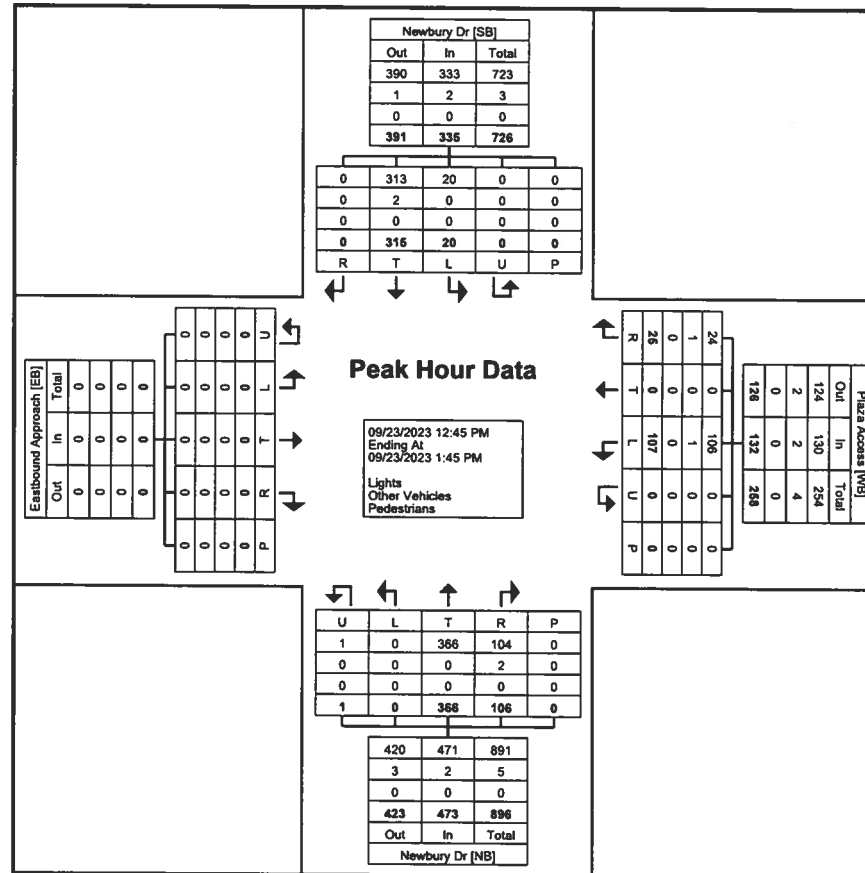 Newbury Dr [SB]
Out In Total
390 333 723
1 2 3
0 0 0
391 335 726
0 313 20 0 0
0 2 0 0 0
0 0 0 0 0
0 315 20 0 0
R T L U P
Eastbound Approach [EB]
Total 0 0 0 0
In 0 0 0 0
Out 0 0 0 0
0 0 0 0 U
0 0 0 0 L
0 0 0 0 T
0 0 0 0 R
0 0 0 0 P
Peak Hour Data
09/23/2023 12:45 PM
Ending At
09/23/2023 1:45 PM
Lights
Other Vehicles
Pedestrians
R 25 0 1 24
T 0 0 0 0
L 107 0 1 106
U 0 0 0 0
P 0 0 0 0
Plaza Access [WB]
Out In Total
124 130 254
2 2 4
0 0 0
126 132 258
U L T R P
1 0 366 104 0
0 0 0 2 0
0 0 0 0 0
1 0 366 106 0
420 471 891
3 2 5
0 0 0
423 473 896
Out In Total
Newbury Dr [NB]